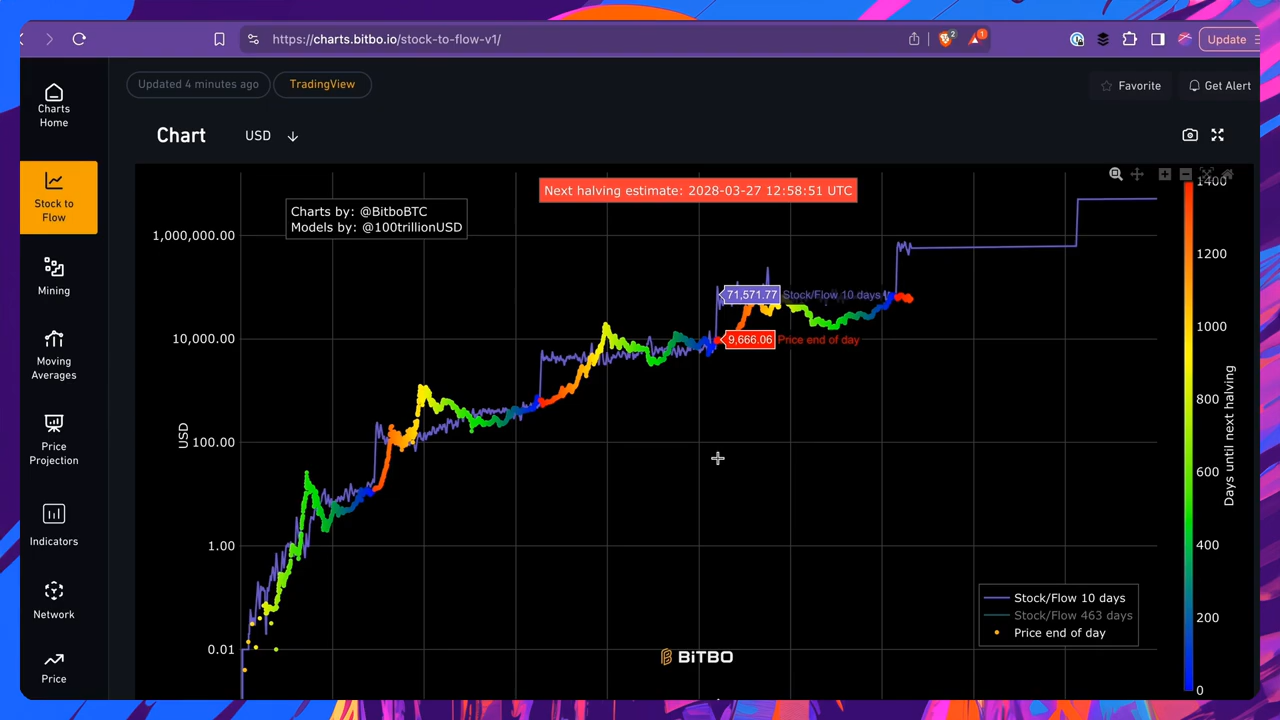 https://charts.bitbo.io/stock-to-flow-v1/
2
1
Update
Charts
Home
Stock to
Flow
Mining
Moving
Averages
Price
Projection
Indicators
Network
Price
Updated 4 minutes ago
TradingView
Favorite
Get Alert
Chart
USD
Next halving estimate: 2028-03-27 12:58:51 UTC
Charts by: @BitboBTC
Models by: @100trillionUSD
1,000,000.00
10,000.00
100.00
1.00
0.01
USD
71,571.77
Stock/Flow 10 days
9,666.06
Price end of day
Stock/Flow 10 days
Stock/Flow 463 days
Price end of day
BiTBO
1400
1200
1000
800
600
400
200
0
Days until next halving